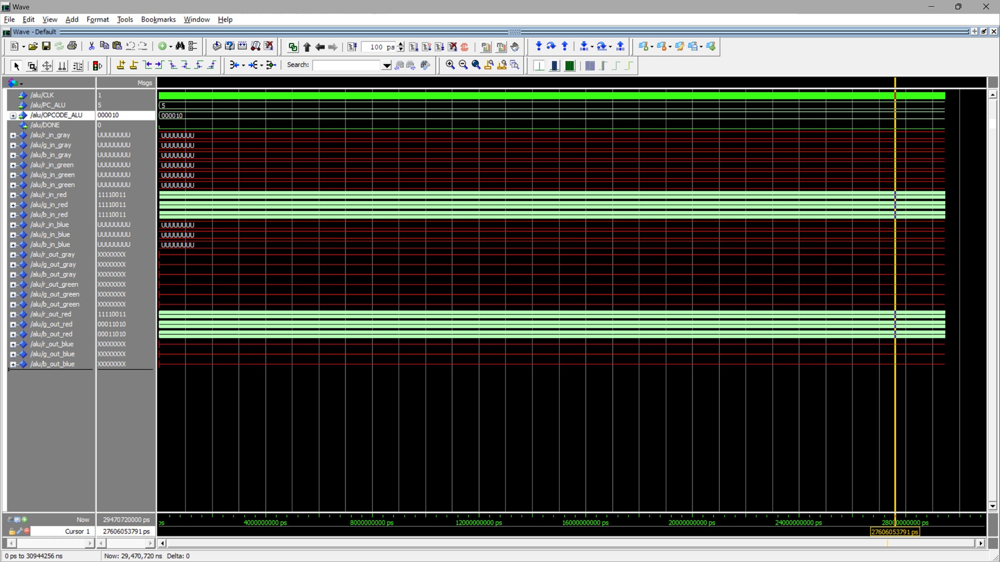 Wave
File Edit View Add Format Tools Bookmarks Window Help
Wave - Default
100 ps
Search:
Msgs
/alu/CLK 1
/alu/PC_ALU 5 5
/alu/OPCODE_ALU 000010 000010
/alu/DONE 0
/alu/r_in_gray UUUUUUUU UUUUUUUU
/alu/g_in_gray UUUUUUUU UUUUUUUU
/alu/b_in_gray UUUUUUUU UUUUUUUU
/alu/r_in_green UUUUUUUU UUUUUUUU
/alu/g_in_green UUUUUUUU UUUUUUUU
/alu/b_in_green UUUUUUUU UUUUUUUU
/alu/r_in_red 11110011
/alu/g_in_red 11110011
/alu/b_in_red 11110011
/alu/r_in_blue UUUUUUUU UUUUUUUU
/alu/g_in_blue UUUUUUUU UUUUUUUU
/alu/b_in_blue UUUUUUUU UUUUUUUU
/alu/r_out_gray XXXXXXXX
/alu/g_out_gray XXXXXXXX
/alu/b_out_gray XXXXXXXX
/alu/r_out_green XXXXXXXX
/alu/g_out_green XXXXXXXX
/alu/b_out_green XXXXXXXX
/alu/r_out_red 11110011
/alu/g_out_red 00011010
/alu/b_out_red 00011010
/alu/r_out_blue XXXXXXXX
/alu/g_out_blue XXXXXXXX
/alu/b_out_blue XXXXXXXX
Now 29470720000 ps ps 4000000000 ps 8000000000 ps 12000000000 ps 16000000000 ps 20000000000 ps 24000000000 ps 28000000000 ps
Cursor 1 27606053791 ps 27606053791 ps
0 ps to 30944256 ns Now: 29,470,720 ns Delta: 0